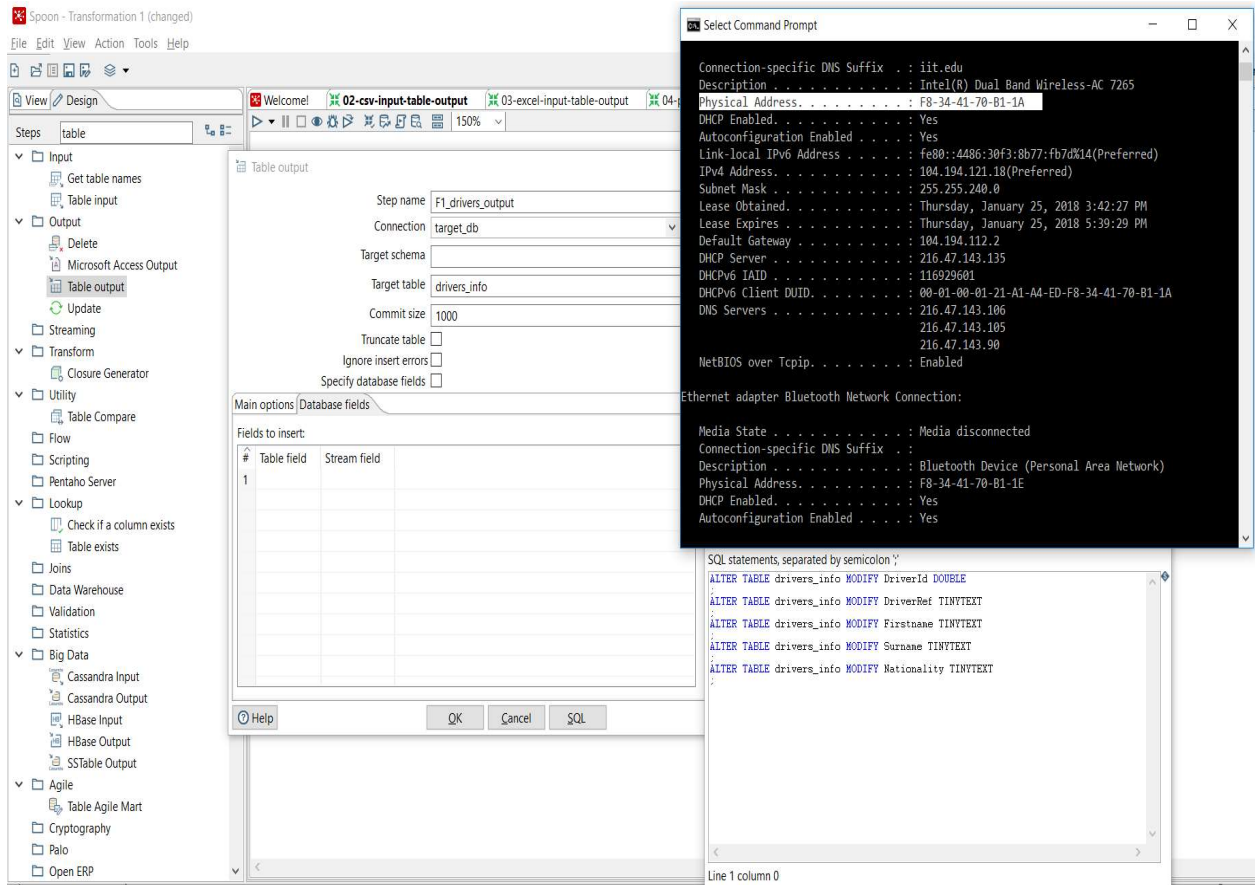 Spoon - Transformation 1 (changed)
File Edit View Action Tools Help
View Design
Steps table
Input
Get table names
Table input
Output
Delete
Microsoft Access Output
Table output
Update
Streaming
Transform
Closure Generator
Utility
Table Compare
Flow
Scripting
Pentaho Server
Lookup
Check if a column exists
Table exists
Joins
Data Warehouse
Validation
Statistics
Big Data
Cassandra Input
Cassandra Output
HBase Input
HBase Output
SSTable Output
Agile
Table Agile Mart
Cryptography
Palo
Open ERP
Welcome! 02-csv-input-table-output 03-excel-input-table-output 04-
150%
Table output
Step name F1_drivers_output
Connection target_db
Target schema
Target table drivers_info
Commit size 1000
Truncate table
Ignore insert errors
Specify database fields
Main options Database fields
Fields to insert:
# Table field Stream field
1
Help OK Cancel SQL
Select Command Prompt
Connection-specific DNS Suffix . : iit.edu
Description . . . . . . . . . . . : Intel(R) Dual Band Wireless-AC 7265
Physical Address. . . . . . . . . : F8-34-41-70-B1-1A
DHCP Enabled. . . . . . . . . . . : Yes
Autoconfiguration Enabled . . . . : Yes
Link-local IPv6 Address . . . . . : fe80::4486:30f3:8b77:fb7d%14(Preferred)
IPv4 Address. . . . . . . . . . . : 104.194.121.18(Preferred)
Subnet Mask . . . . . . . . . . . : 255.255.240.0
Lease Obtained. . . . . . . . . . : Thursday, January 25, 2018 3:42:27 PM
Lease Expires . . . . . . . . . . : Thursday, January 25, 2018 5:39:29 PM
Default Gateway . . . . . . . . . : 104.194.112.2
DHCP Server . . . . . . . . . . . : 216.47.143.135
DHCPv6 IAID . . . . . . . . . . . : 116929601
DHCPv6 Client DUID. . . . . . . . : 00-01-00-01-21-A1-A4-ED-F8-34-41-70-B1-1A
DNS Servers . . . . . . . . . . . : 216.47.143.106
216.47.143.105
216.47.143.90
NetBIOS over Tcpip. . . . . . . . : Enabled
Ethernet adapter Bluetooth Network Connection:
Media State . . . . . . . . . . . : Media disconnected
Connection-specific DNS Suffix . :
Description . . . . . . . . . . . : Bluetooth Device (Personal Area Network)
Physical Address. . . . . . . . . : F8-34-41-70-B1-1E
DHCP Enabled. . . . . . . . . . . : Yes
Autoconfiguration Enabled . . . . : Yes
SQL statements, separated by semicolon ';'
ALTER TABLE drivers_info MODIFY DriverId DOUBLE
;
ALTER TABLE drivers_info MODIFY DriverRef TINYTEXT
;
ALTER TABLE drivers_info MODIFY Firstname TINYTEXT
;
ALTER TABLE drivers_info MODIFY Surname TINYTEXT
;
ALTER TABLE drivers_info MODIFY Nationality TINYTEXT
;
Line 1 column 0